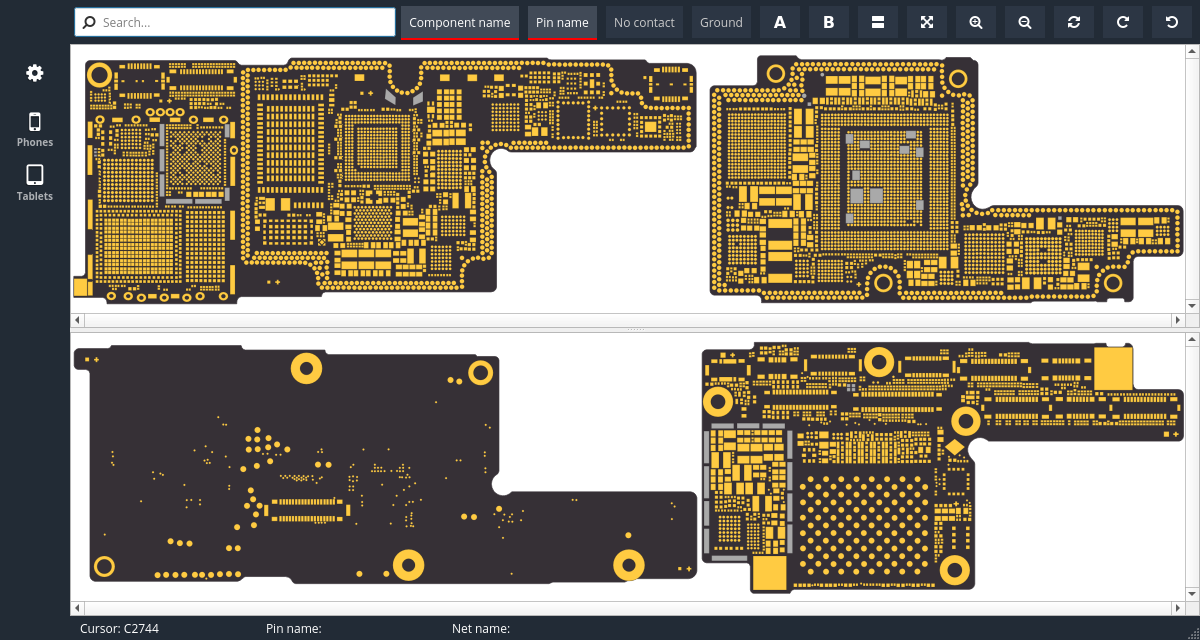 Search...
Component name
Pin name
No contact
Ground
A
B
Phones
Tablets
Cursor: C2744
Pin name:
Net name: